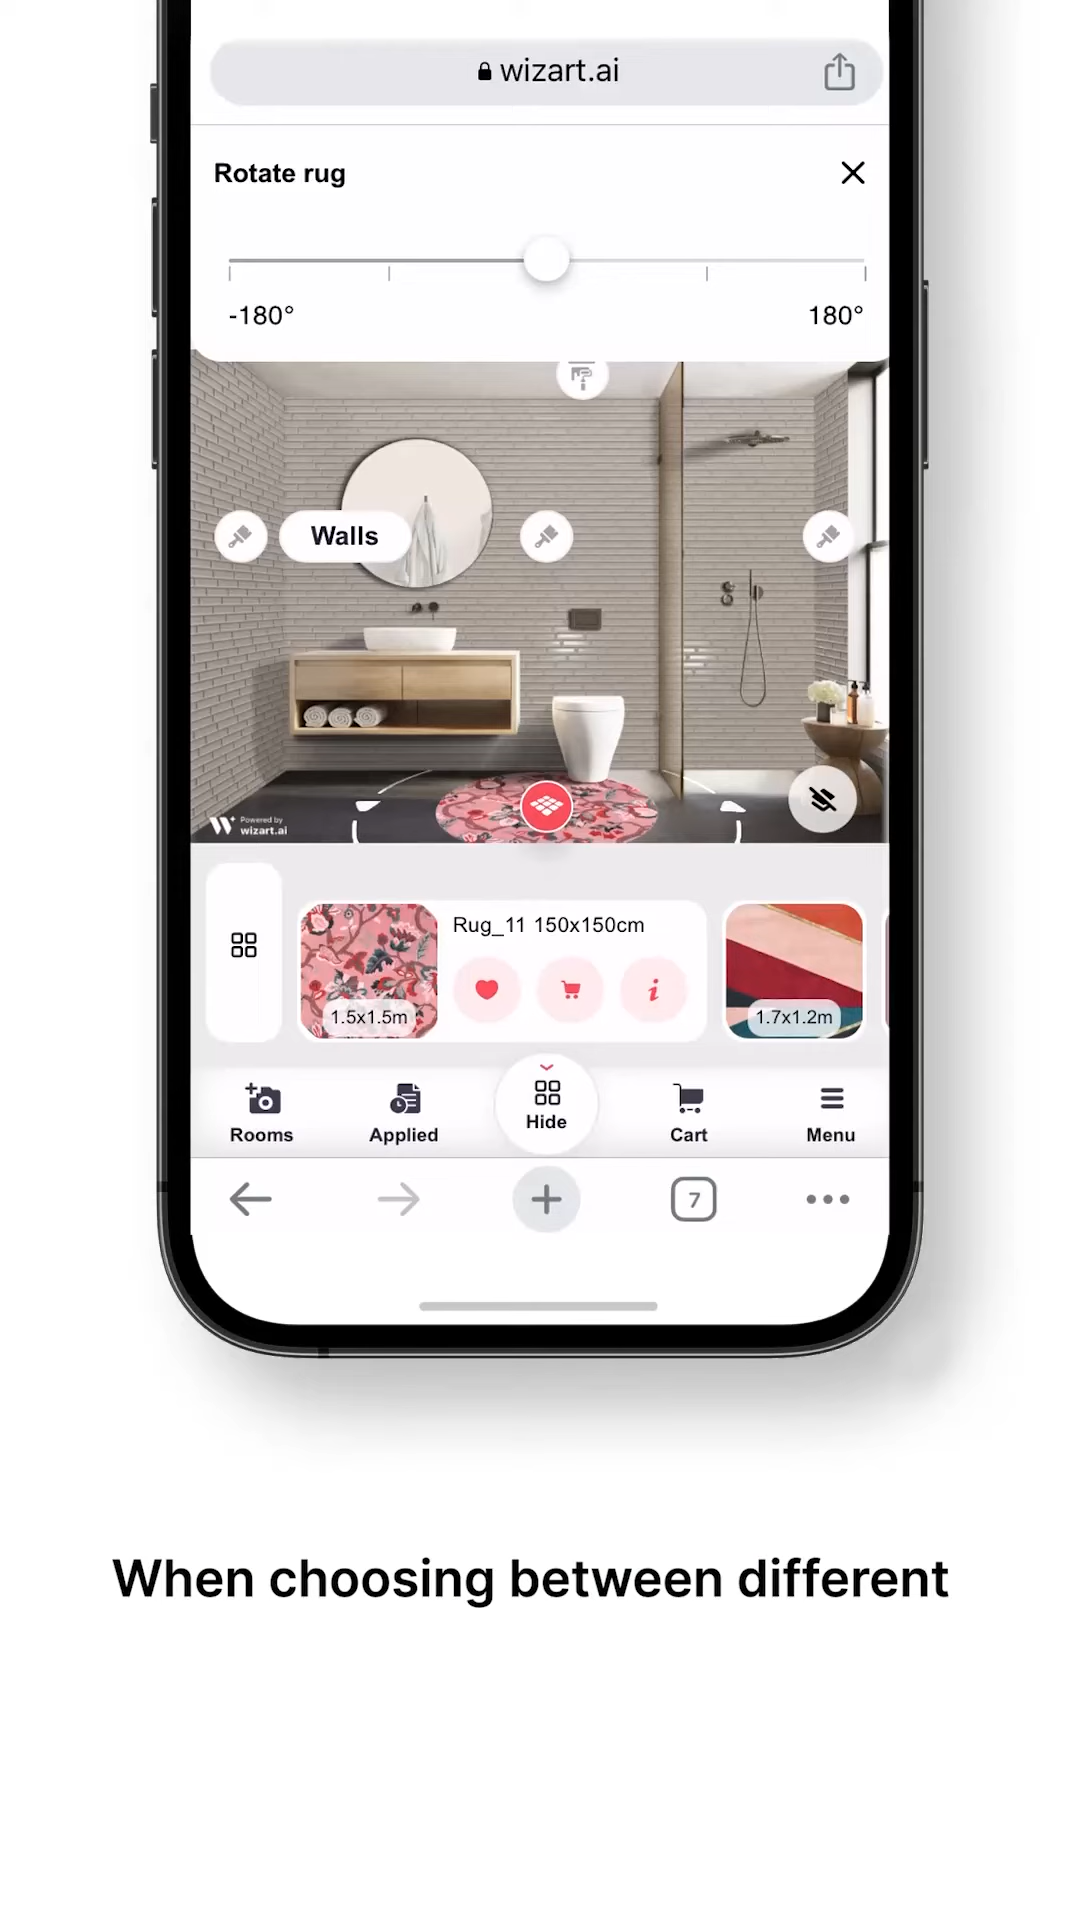 wizart.ai
Rotate rug
-180° 180°
Walls
Powered by
wizart.ai
Rug_11 150x150cm
1.5x1.5m
1.7x1.2m
Rooms
Applied
Hide
Cart
Menu
7
When choosing between different